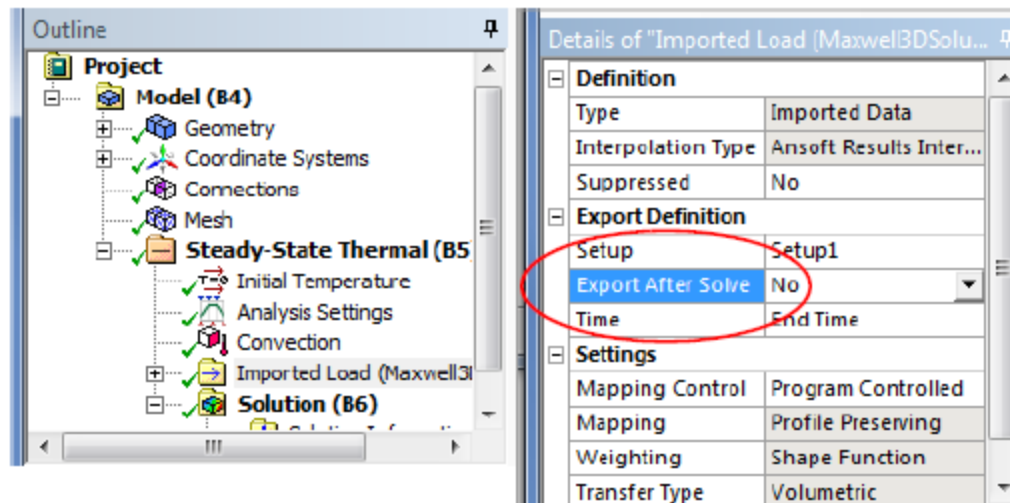 Outline
Project
Model (B4)
Geometry
Coordinate Systems
Connections
Mesh
Steady-State Thermal (B5
Initial Temperature
Analysis Settings
Convection
Imported Load (Maxwell3
Solution (B6)
Details of "Imported Load (Maxwell3DSolu...
Definition
Type Imported Data
Interpolation Type Ansoft Results Inter...
Suppressed No
Export Definition
Setup Setup1
Export After Solve No
Time End Time
Settings
Mapping Control Program Controlled
Mapping Profile Preserving
Weighting Shape Function
Transfer Type Volumetric